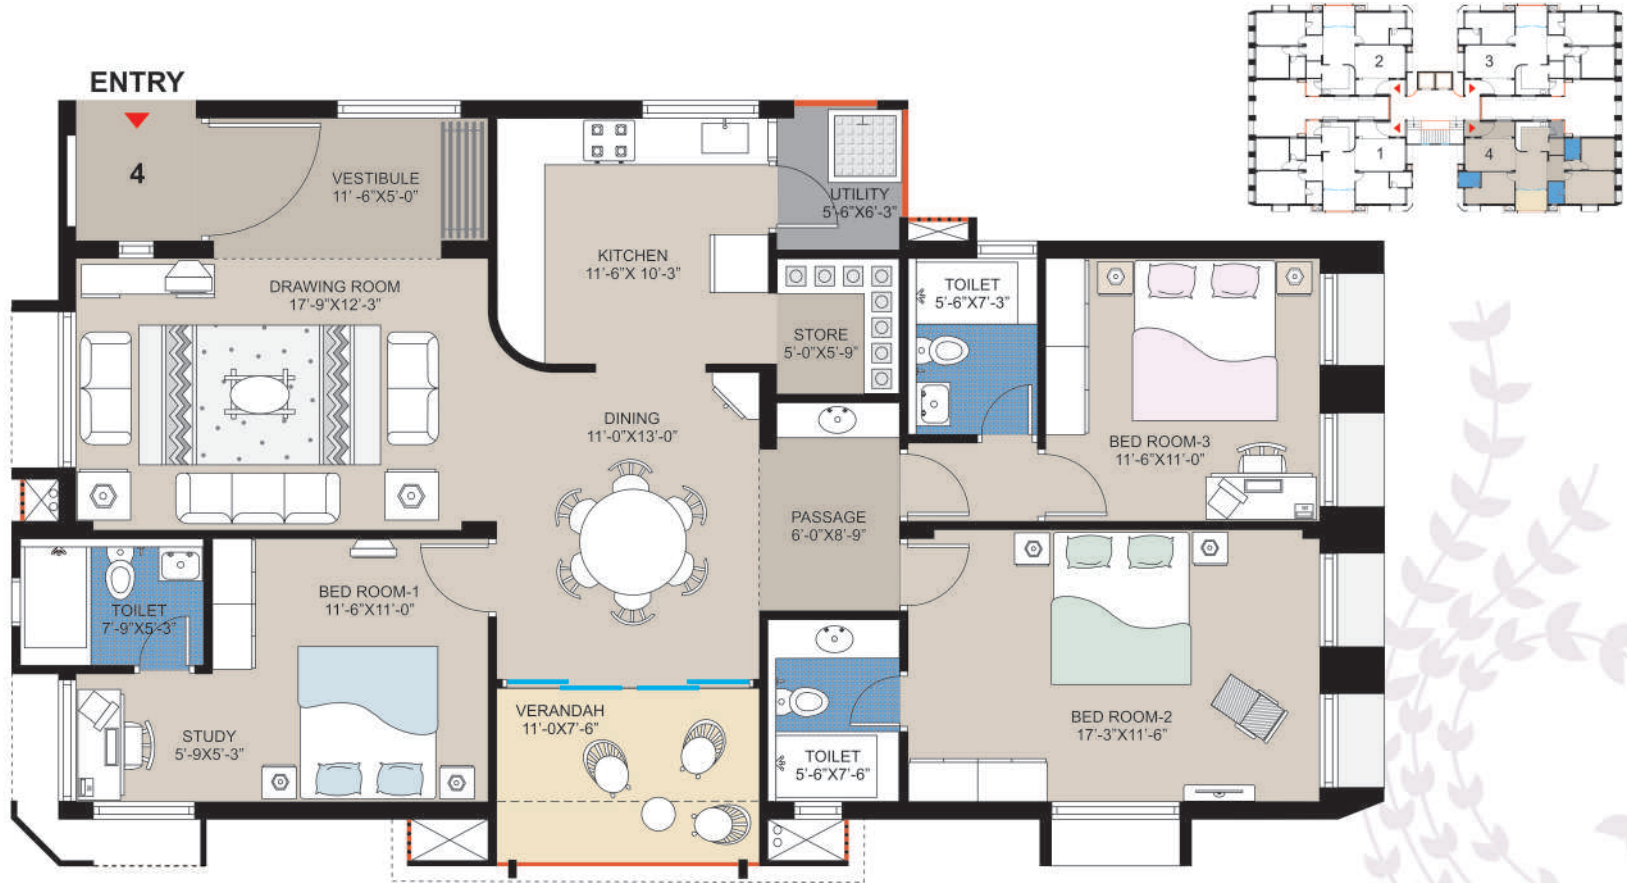 ENTRY
4
VESTIBULE
11' -6"X5'-0"
UTILITY
5'-6"X6'-3"
KITCHEN
11'-6"X 10'-3"
DRAWING ROOM
17'-9"X12'-3"
STORE
5'-0"X5'-9"
TOILET
5'-6"X7'-3"
BED ROOM-3
11'-6"X11'-0"
DINING
11'-0"X13'-0"
PASSAGE
6'-0"X8'-9"
TOILET
7'-9"X5'-3"
BED ROOM-1
11'-6"X11'-0"
STUDY
5'-9X5'-3"
VERANDAH
11'-0X7'-6"
TOILET
5'-6"X7'-6"
BED ROOM-2
17'-3"X11'-6"
2
3
1
4